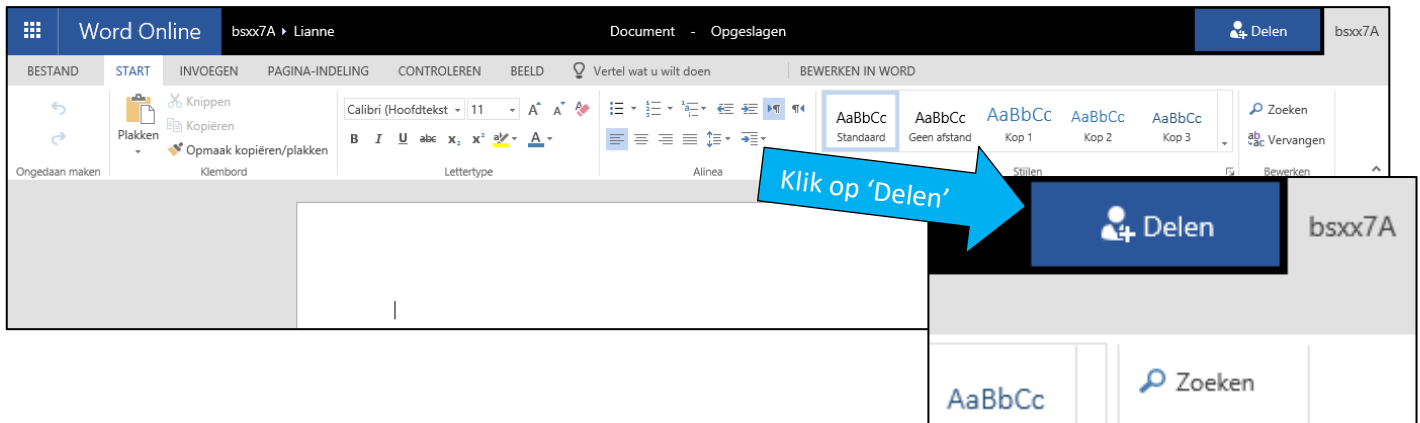 Word Online bsxx7A ▸ Lianne Document - Opgeslagen Delen bsxx7A
BESTAND START INVOEGEN PAGINA-INDELING CONTROLEREN BEELD Vertel wat u wilt doen BEWERKEN IN WORD
Knippen
Kopiëren
Plakken
Opmaak kopiëren/plakken
Calibri (Hoofdtekst 11 A A
B I U abc x₂ x² aby A
AaBbCc AaBbCc AaBbCc AaBbCc AaBbCc
Standaard Geen afstand Kop 1 Kop 2 Kop 3
Zoeken
Vervangen
Ongedaan maken Klembord Lettertype Alinea Stijlen Bewerken
Klik op ‘Delen’
Delen bsxx7A
AaBbCc Zoeken